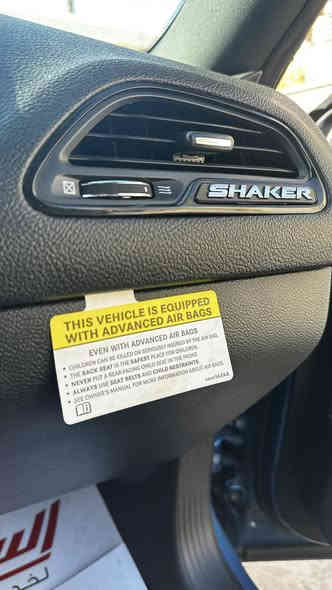 SHAKER
THIS VEHICLE IS EQUIPPED
WITH ADVANCED AIR BAGS
EVEN WITH ADVANCED AIR BAGS
• CHILDREN CAN BE KILLED OR SERIOUSLY INJURED BY THE AIR BAG.
• THE BACK SEAT IS THE SAFEST PLACE FOR CHILDREN.
• NEVER PUT A REAR-FACING CHILD SEAT IN THE FRONT.
• ALWAYS USE SEAT BELTS AND CHILD RESTRAINTS.
• SEE OWNER'S MANUAL FOR MORE INFORMATION ABOUT AIR BAGS.